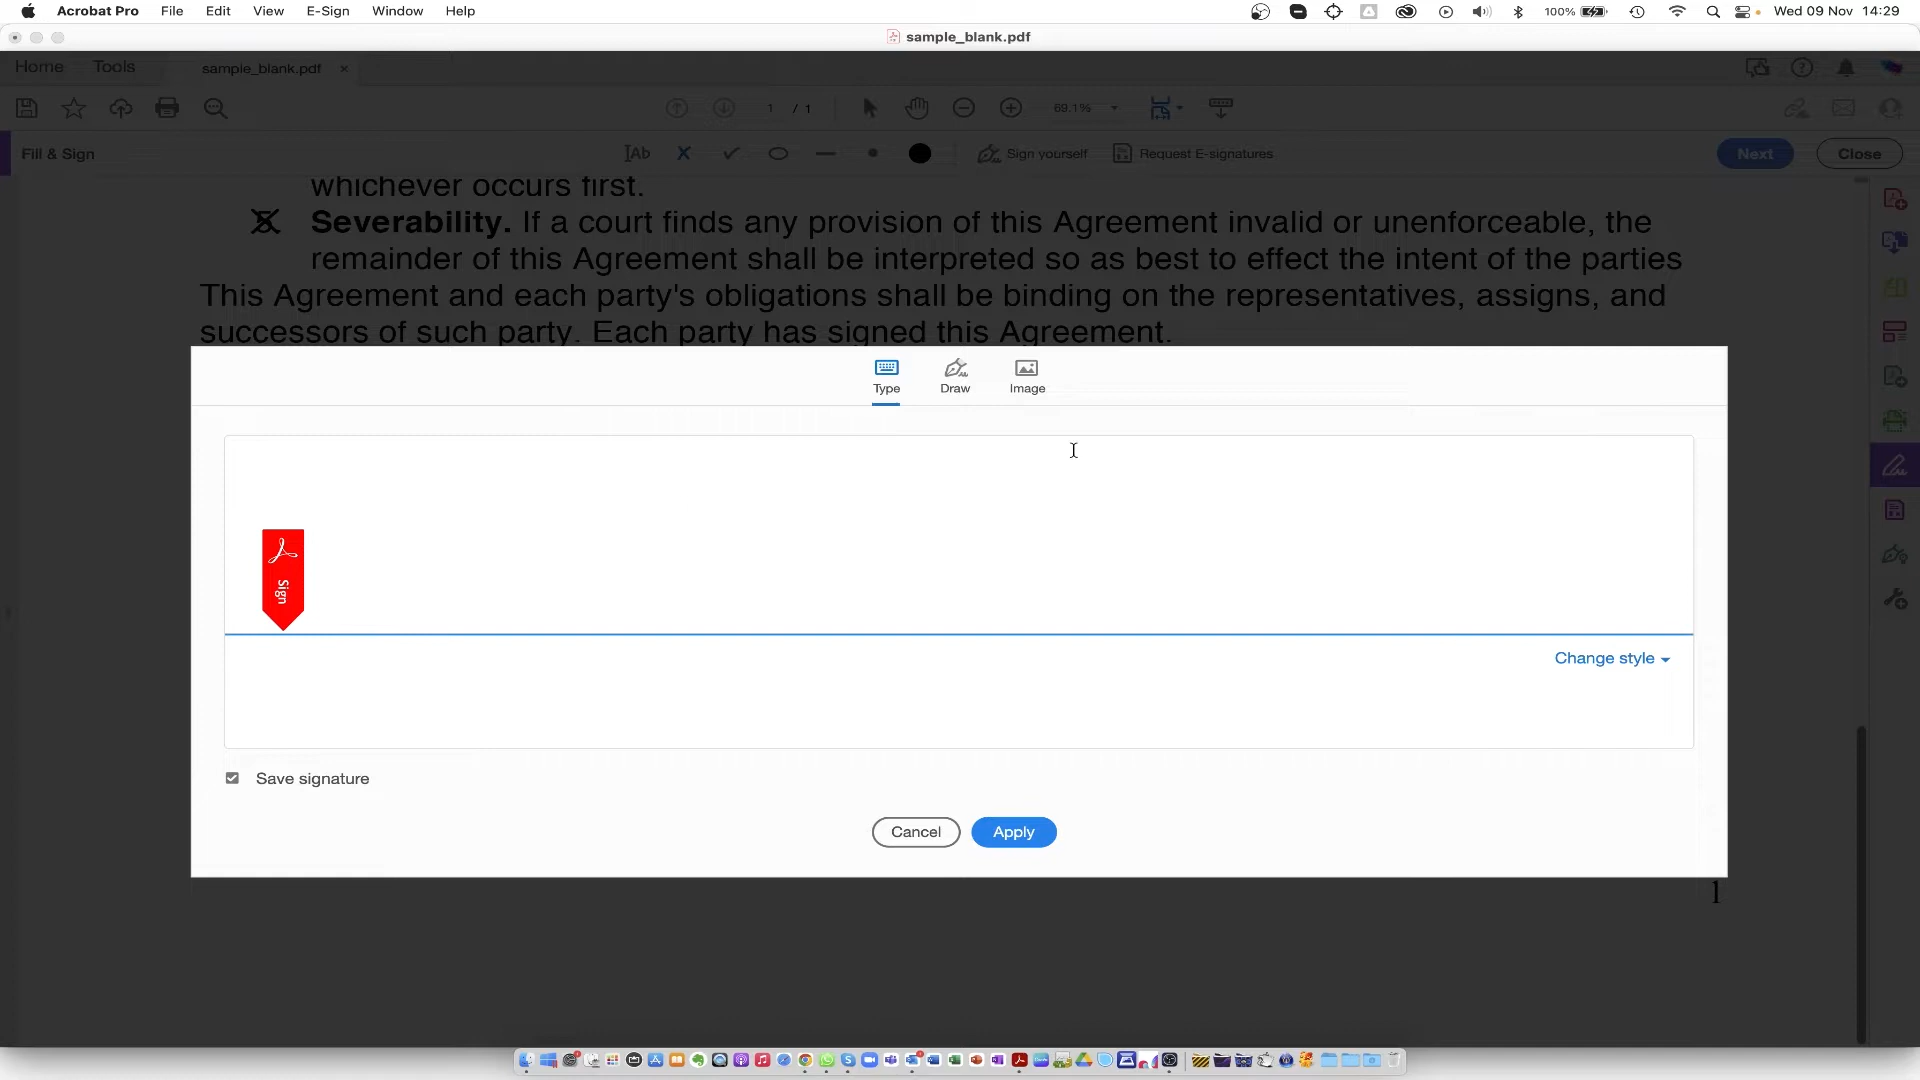 Acrobat Pro File Edit View E-Sign Window Help 100% Wed 09 Nov 14:29
sample_blank.pdf
Home Tools sample_blank.pdf ×
1 / 1 69.1%
Fill & Sign Ab Sign yourself Request E-signatures Next Close
whichever occurs first.
5. Severability. If a court finds any provision of this Agreement invalid or unenforceable, the
remainder of this Agreement shall be interpreted so as best to effect the intent of the parties
This Agreement and each party's obligations shall be binding on the representatives, assigns, and
successors of such party. Each party has signed this Agreement.
Type Draw Image
Sign
Change style
Save signature
Cancel Apply
1